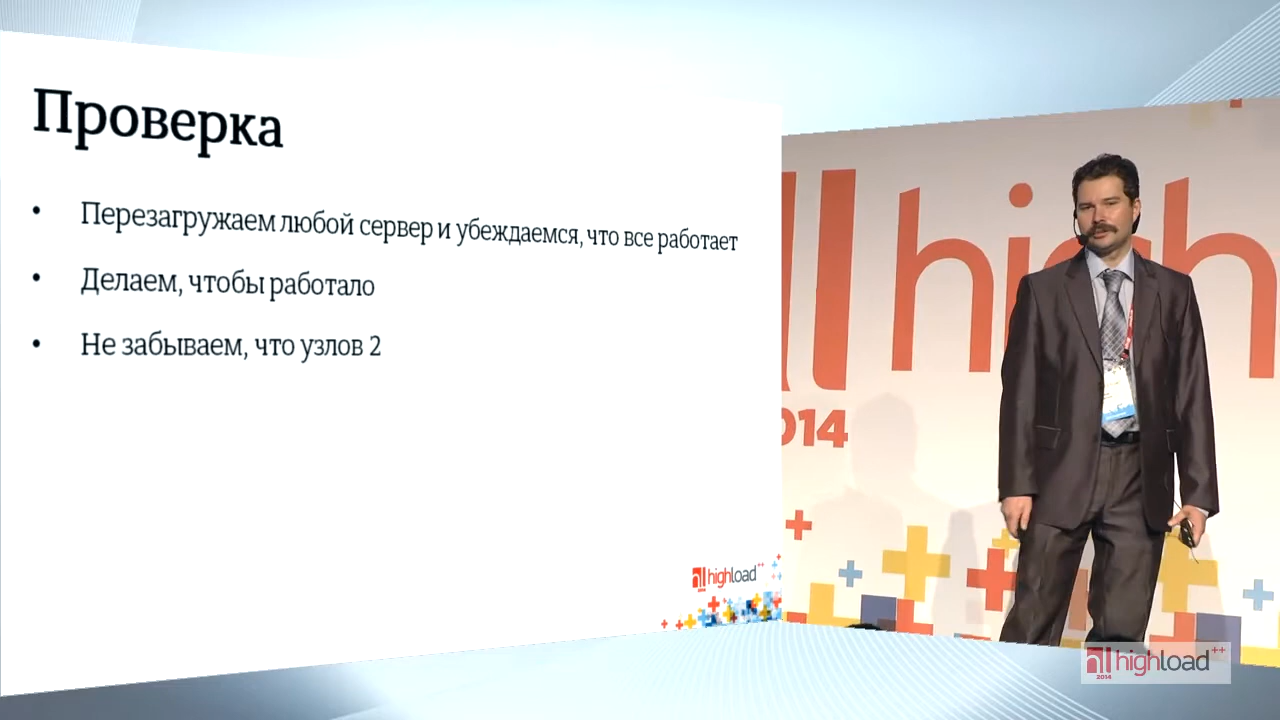 Проверка
• Перезагружаем любой сервер и убеждаемся, что все работает
• Делаем, чтобы работало
• Не забываем, что узлов 2
highload++
high
2014
highload++
2014